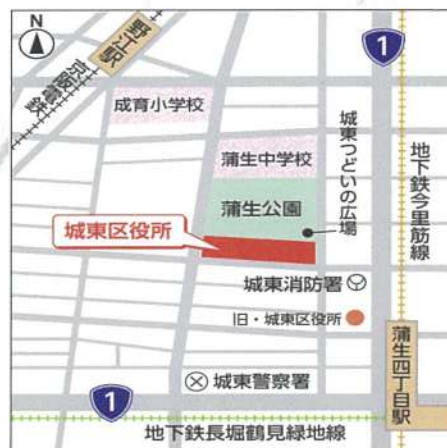 N
1
野江駅
京阪電鉄
成育小学校
蒲生中学校
城東つどいの広場
地下鉄今里筋線
蒲生公園
城東区役所
城東消防署
旧・城東区役所
蒲生四丁目駅
城東警察署
1
地下鉄長堀鶴見緑地線